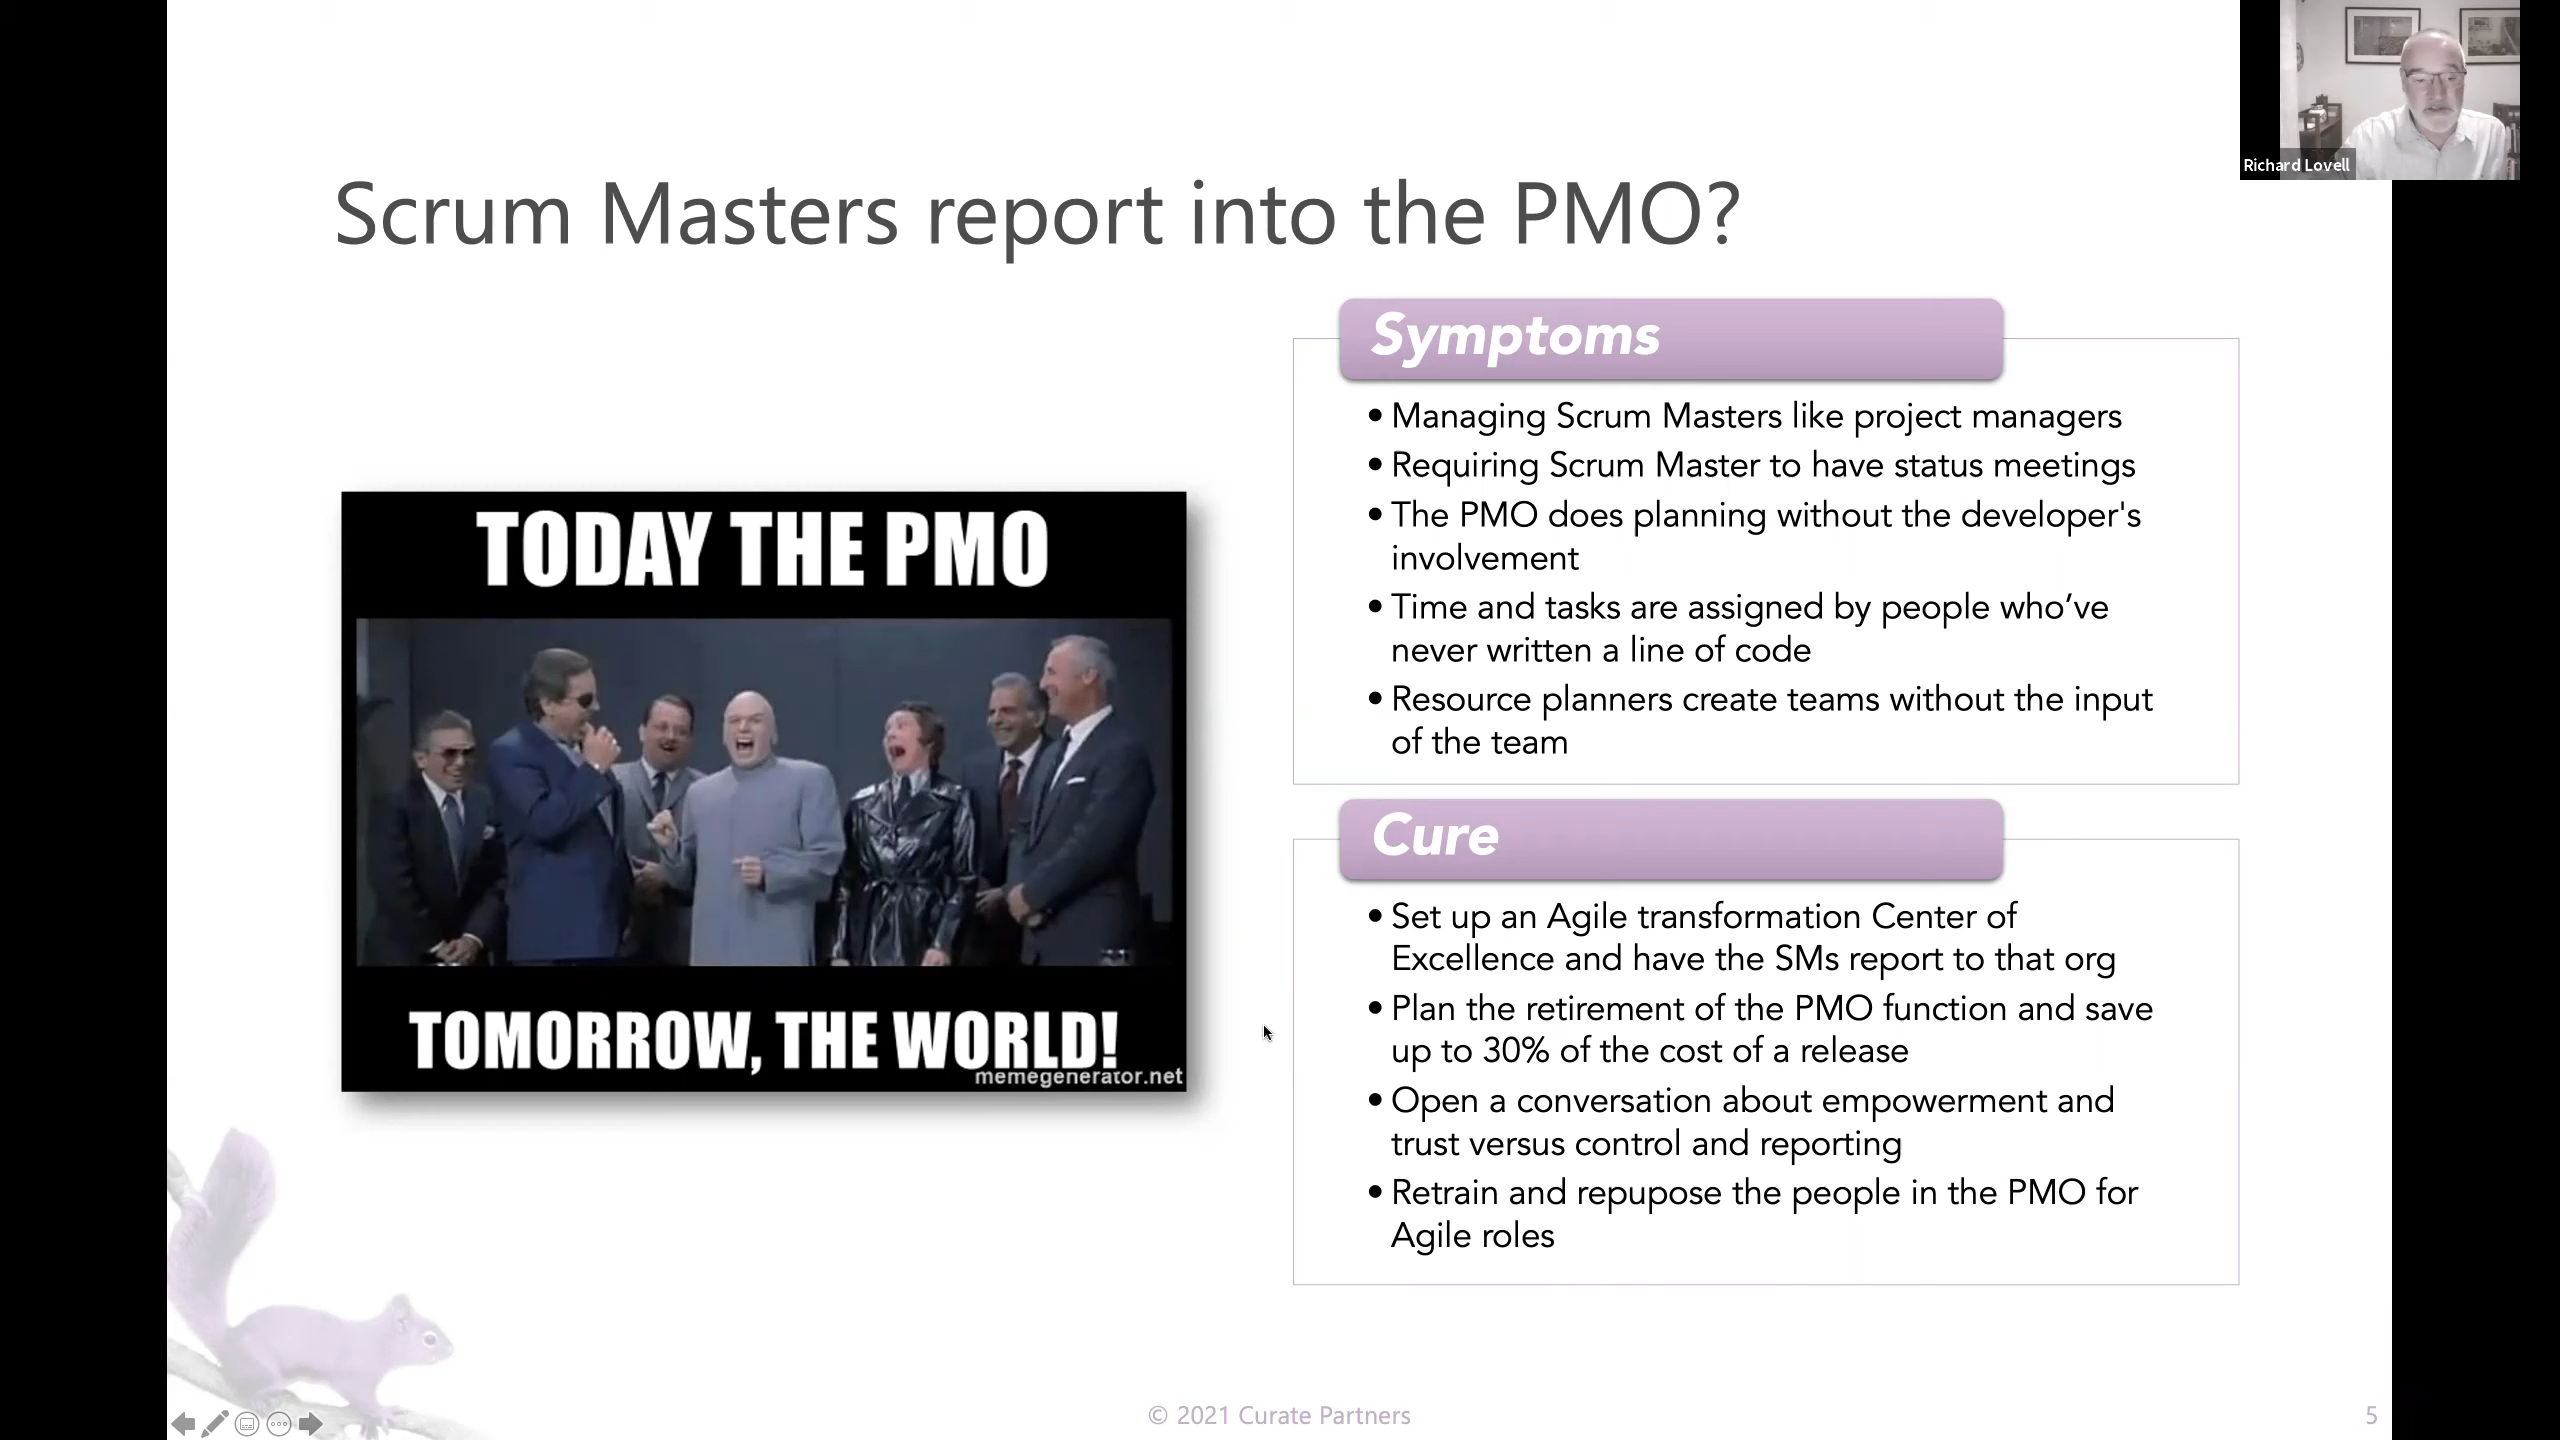 Richard Lovell
Scrum Masters report into the PMO?
TODAY THE PMO
TOMORROW, THE WORLD!
memegenerator.net
Symptoms
• Managing Scrum Masters like project managers
• Requiring Scrum Master to have status meetings
• The PMO does planning without the developer's
involvement
• Time and tasks are assigned by people who’ve
never written a line of code
• Resource planners create teams without the input
of the team
Cure
• Set up an Agile transformation Center of
Excellence and have the SMs report to that org
• Plan the retirement of the PMO function and save
up to 30% of the cost of a release
• Open a conversation about empowerment and
trust versus control and reporting
• Retrain and repupose the people in the PMO for
Agile roles
© 2021 Curate Partners
5